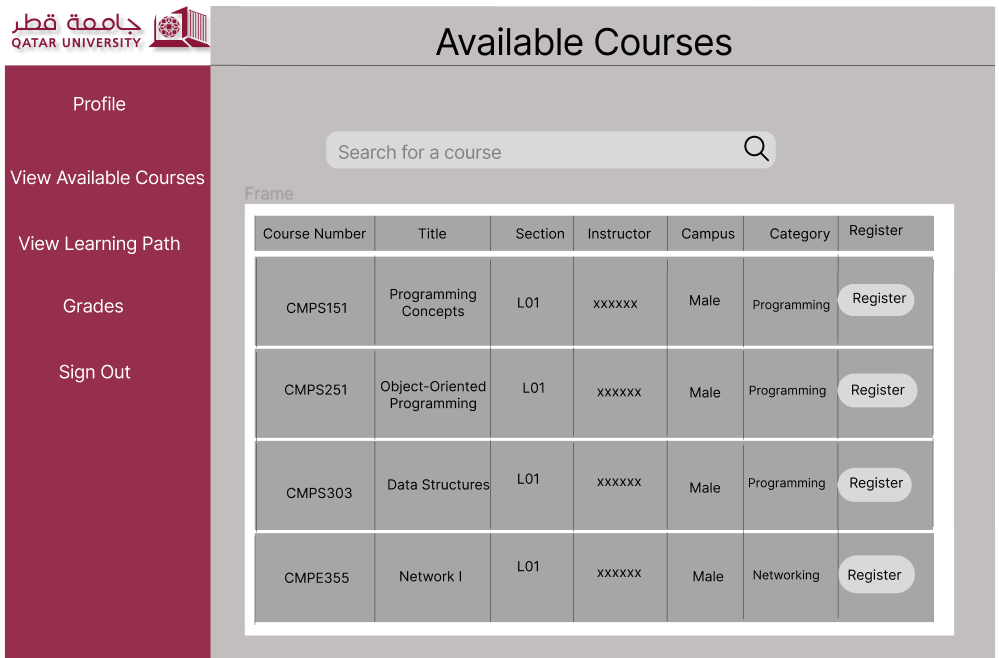 جامعة قطر
QATAR UNIVERSITY
Available Courses
Profile
View Available Courses
View Learning Path
Grades
Sign Out
Search for a course
Frame
Course Number Title Section Instructor Campus Category Register
CMPS151 Programming Concepts L01 xxxxxx Male Programming Register
CMPS251 Object-Oriented Programming L01 xxxxxx Male Programming Register
CMPS303 Data Structures L01 xxxxxx Male Programming Register
CMPE355 Network I L01 xxxxxx Male Networking Register